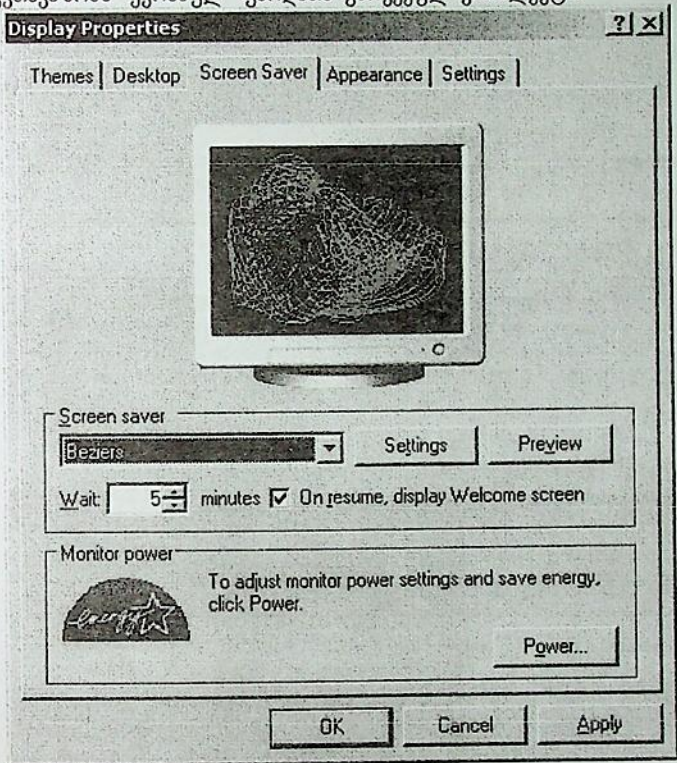 Display Properties
Themes Desktop Screen Saver Appearance Settings
Screen saver
Beziers Settings Preview
Wait: 5 minutes On resume, display Welcome screen
Monitor power
energy To adjust monitor power settings and save energy,
click Power.
Power...
OK Cancel Apply